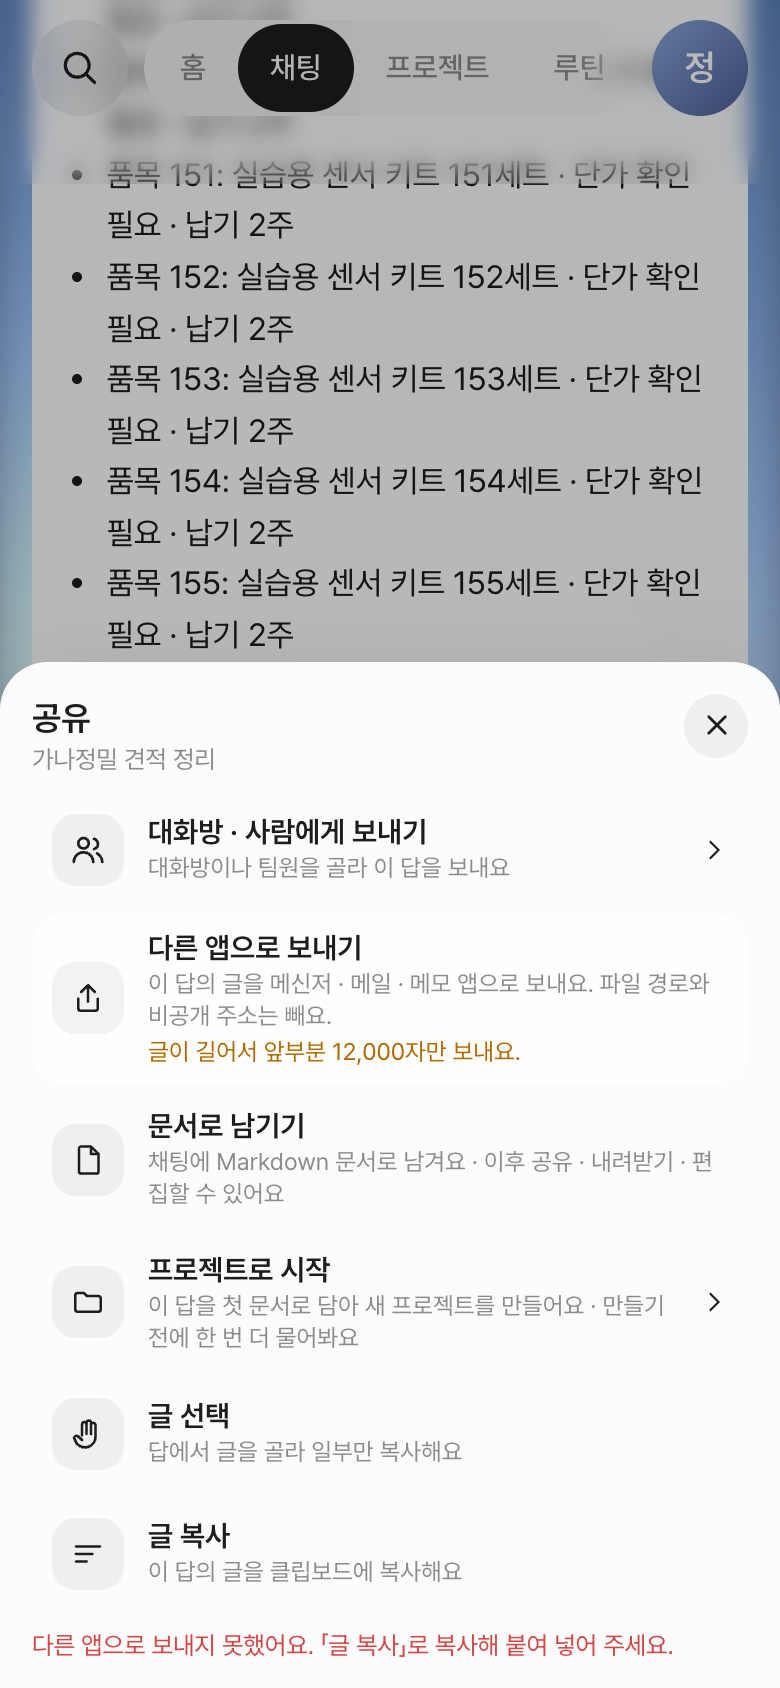 홈
채팅
프로젝트
루틴
정
품목 151: 실습용 센서 키트 151세트 · 단가 확인
필요 · 납기 2주
품목 152: 실습용 센서 키트 152세트 · 단가 확인
필요 · 납기 2주
품목 153: 실습용 센서 키트 153세트 · 단가 확인
필요 · 납기 2주
품목 154: 실습용 센서 키트 154세트 · 단가 확인
필요 · 납기 2주
품목 155: 실습용 센서 키트 155세트 · 단가 확인
필요 · 납기 2주
공유
가나정밀 견적 정리
대화방 · 사람에게 보내기
대화방이나 팀원을 골라 이 답을 보내요
다른 앱으로 보내기
이 답의 글을 메신저 · 메일 · 메모 앱으로 보내요. 파일 경로와
비공개 주소는 빼요.
글이 길어서 앞부분 12,000자만 보내요.
문서로 남기기
채팅에 Markdown 문서로 남겨요 · 이후 공유 · 내려받기 · 편
집할 수 있어요
프로젝트로 시작
이 답을 첫 문서로 담아 새 프로젝트를 만들어요 · 만들기
전에 한 번 더 물어봐요
글 선택
답에서 글을 골라 일부만 복사해요
글 복사
이 답의 글을 클립보드에 복사해요
다른 앱으로 보내지 못했어요. 「글 복사」로 복사해 붙여 넣어 주세요.